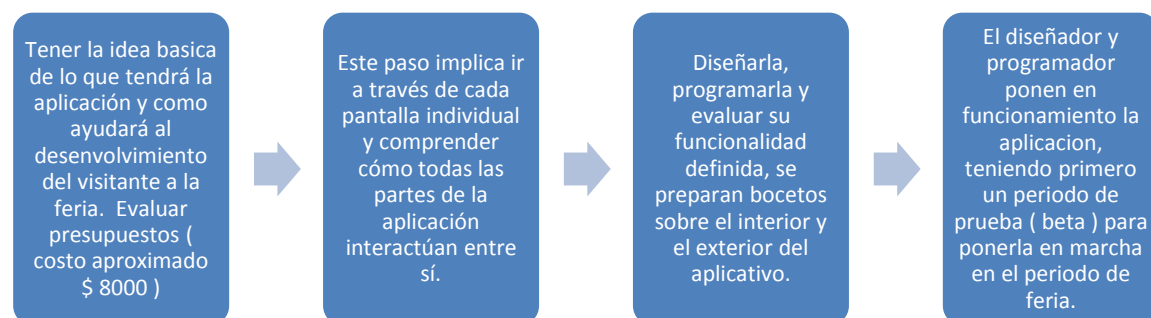 Tener la idea basica
de lo que tendrá la
aplicación y como
ayudará al
desenvolvimiento
del visitante a la
feria.  Evaluar
presupuestos (
costo aproximado
$ 8000 )
Este paso implica ir
a través de cada
pantalla individual
y comprender
cómo todas las
partes de la
aplicación
interactúan entre
sí.
Diseñarla,
programarla y
evaluar su
funcionalidad
definida, se
preparan bocetos
sobre el interior y
el exterior del
aplicativo.
El diseñador y
programador
ponen en
funcionamiento la
aplicacion,
teniendo primero
un periodo de
prueba ( beta ) para
ponerla en marcha
en el periodo de
feria.